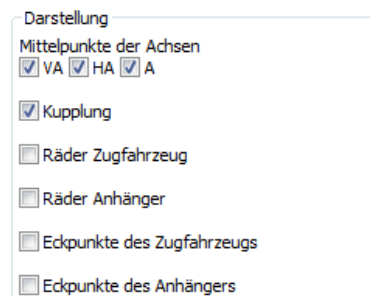 Darstellung
Mittelpunkte der Achsen
VA HA A
Kupplung
Räder Zugfahrzeug
Räder Anhänger
Eckpunkte des Zugfahrzeugs
Eckpunkte des Anhängers